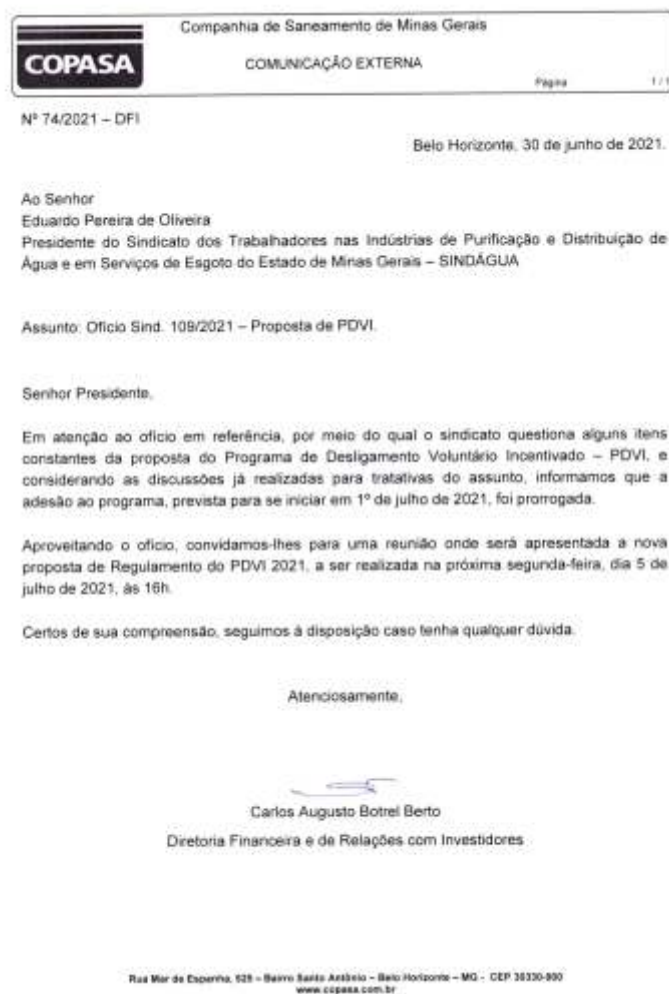 Companhia de Saneamento de Minas Gerais
COPASA
COMUNICAÇÃO EXTERNA
Página 1 / 1
Nº 74/2021 – DFI
Belo Horizonte, 30 de junho de 2021.
Ao Senhor
Eduardo Pereira de Oliveira
Presidente do Sindicato dos Trabalhadores nas Indústrias de Purificação e Distribuição de
Água e em Serviços de Esgoto do Estado de Minas Gerais – SINDÁGUA
Assunto: Ofício Sind. 109/2021 – Proposta de PDVI.
Senhor Presidente,
Em atenção ao ofício em referência, por meio do qual o sindicato questiona alguns itens
constantes da proposta do Programa de Desligamento Voluntário Incentivado – PDVI, e
considerando as discussões já realizadas para tratativas do assunto, informamos que a
adesão ao programa, prevista para se iniciar em 1º de julho de 2021, foi prorrogada.
Aproveitando o ofício, convidamos-lhes para uma reunião onde será apresentada a nova
proposta de Regulamento do PDVI 2021, a ser realizada na próxima segunda-feira, dia 5 de
julho de 2021, às 16h.
Certos de sua compreensão, seguimos à disposição caso tenha qualquer dúvida.
Atenciosamente,
Carlos Augusto Botrel Berto
Diretoria Financeira e de Relações com Investidores
Rua Mar de Espanha, 525 – Bairro Santo Antônio – Belo Horizonte – MG - CEP 30330-900
www.copasa.com.br